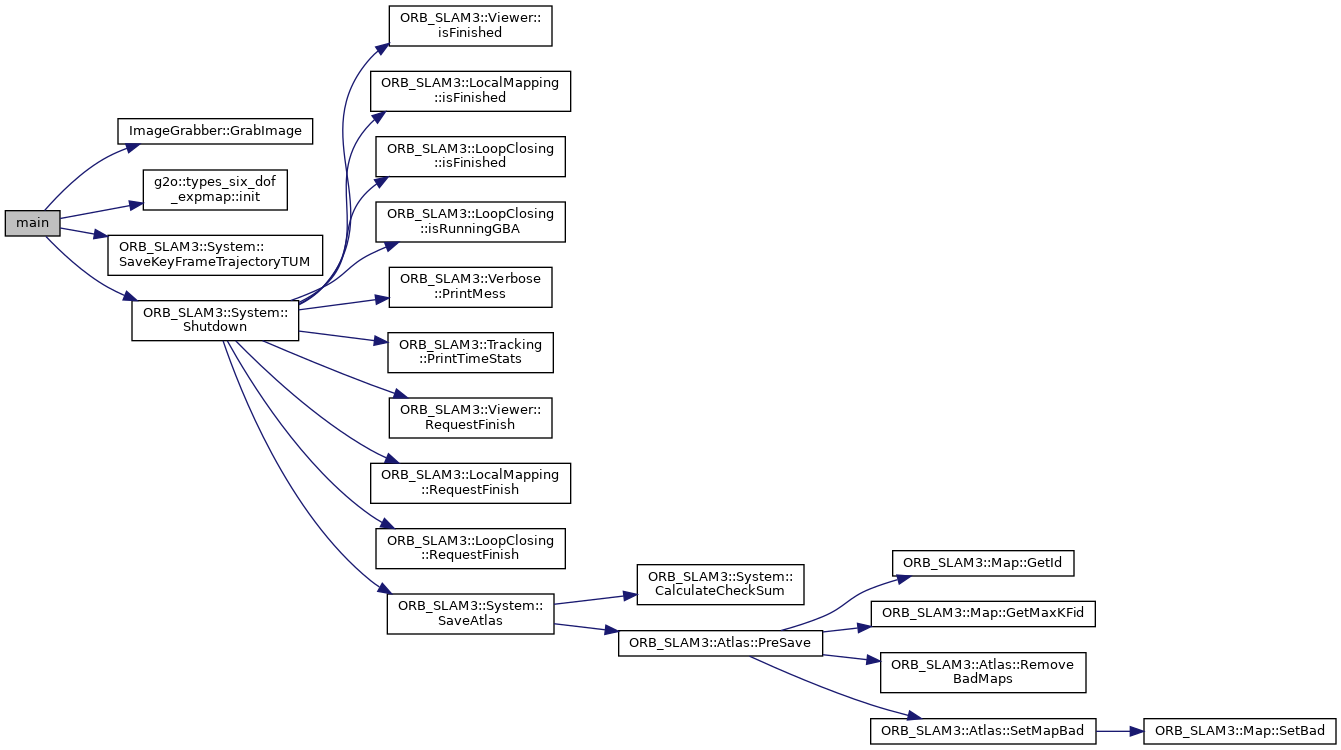 main
ImageGrabber::GrabImage
g2o::types_six_dof
_expmap::init
ORB_SLAM3::System::
SaveKeyFrameTrajectoryTUM
ORB_SLAM3::System::
Shutdown
ORB_SLAM3::Viewer::
isFinished
ORB_SLAM3::LocalMapping
::isFinished
ORB_SLAM3::LoopClosing
::isFinished
ORB_SLAM3::LoopClosing
::isRunningGBA
ORB_SLAM3::Verbose
::PrintMess
ORB_SLAM3::Tracking
::PrintTimeStats
ORB_SLAM3::Viewer::
RequestFinish
ORB_SLAM3::LocalMapping
::RequestFinish
ORB_SLAM3::LoopClosing
::RequestFinish
ORB_SLAM3::System::
SaveAtlas
ORB_SLAM3::System::
CalculateCheckSum
ORB_SLAM3::Atlas::PreSave
ORB_SLAM3::Map::GetId
ORB_SLAM3::Map::GetMaxKFid
ORB_SLAM3::Atlas::Remove
BadMaps
ORB_SLAM3::Atlas::SetMapBad
ORB_SLAM3::Map::SetBad